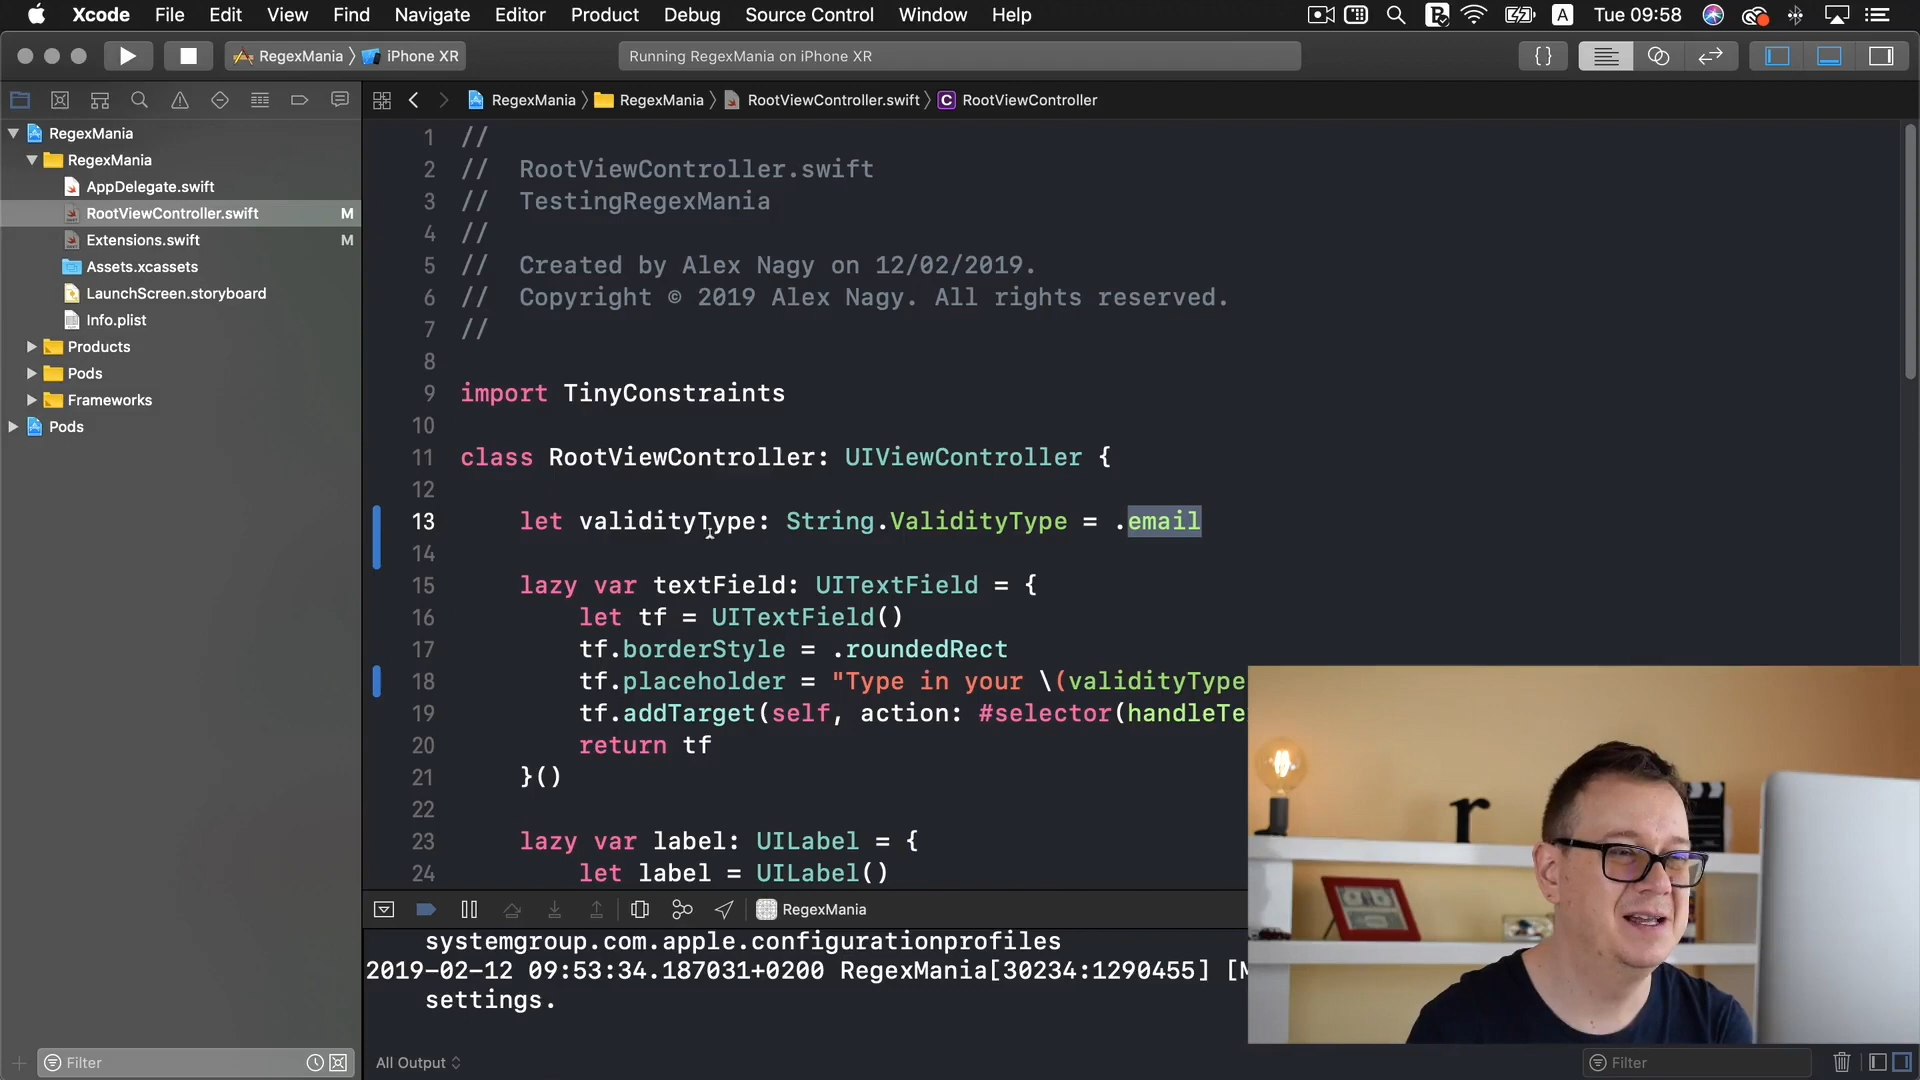 Xcode File Edit View Find Navigate Editor Product Debug Source Control Window Help A Tue 09:58
RegexMania iPhone XR Running RegexMania on iPhone XR {}
RegexMania RegexMania RootViewController.swift C RootViewController
RegexMania
RegexMania
AppDelegate.swift
RootViewController.swift M
Extensions.swift M
Assets.xcassets
LaunchScreen.storyboard
Info.plist
Products
Pods
Frameworks
Pods
Filter
1 //
2 // RootViewController.swift
3 // TestingRegexMania
4 //
5 // Created by Alex Nagy on 12/02/2019.
6 // Copyright © 2019 Alex Nagy. All rights reserved.
7 //
8
9 import TinyConstraints
10
11 class RootViewController: UIViewController {
12
13 let validityType: String.ValidityType = .email
14
15 lazy var textField: UITextField = {
16 let tf = UITextField()
17 tf.borderStyle = .roundedRect
18 tf.placeholder = "Type in your \(validityType
19 tf.addTarget(self, action: #selector(handleTe
20 return tf
21 }()
22
23 lazy var label: UILabel = {
24 let label = UILabel()
RegexMania
systemgroup.com.apple.configurationprofiles
2019-02-12 09:53:34.187031+0200 RegexMania[30234:1290455] [M
settings.
All Output
Filter
r